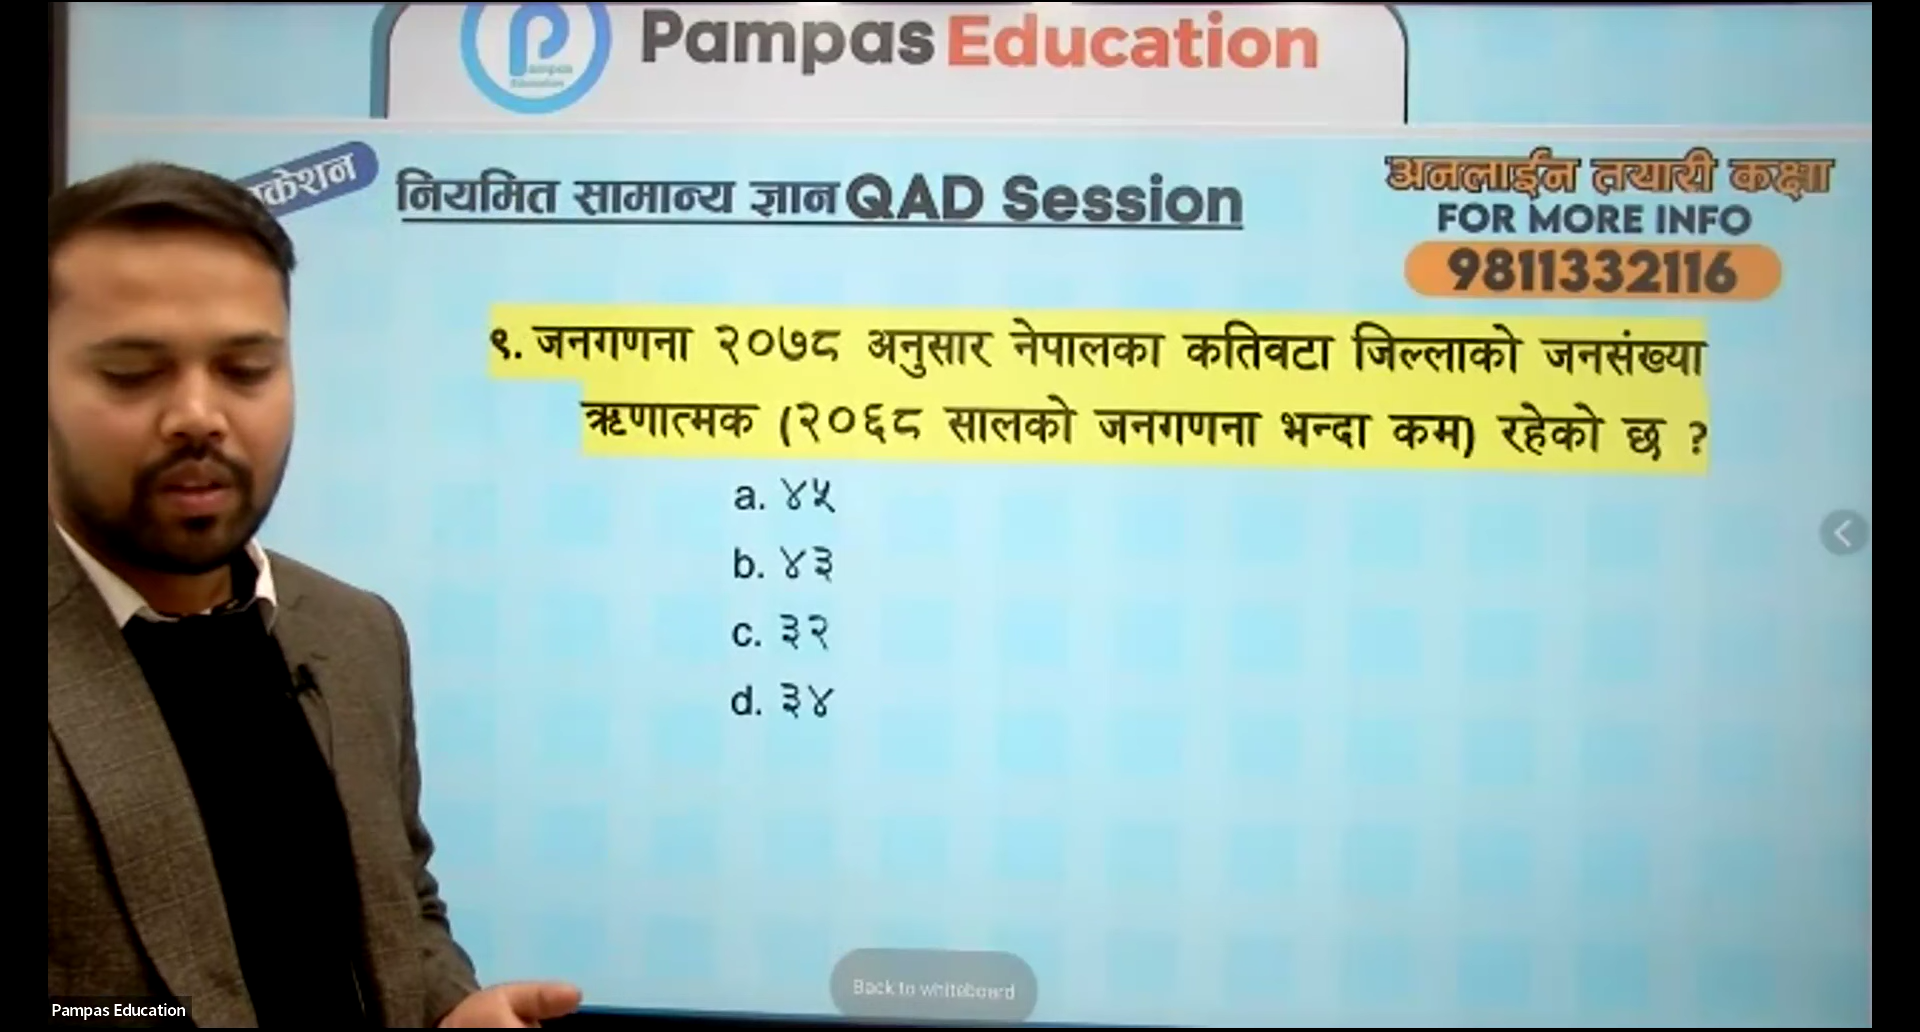 Pampas Education
नियमित सामान्य ज्ञान QAD Session
अनलाईन तयारी कक्षा
FOR MORE INFO
9811332116
९. जनगणना २०७८ अनुसार नेपालका कतिवटा जिल्लाको जनसंख्या
ऋणात्मक (२०६८ सालको जनगणना भन्दा कम) रहेको छ ?
a. ४५
b. ४३
c. ३२
d. ३४
Back to whiteboard
Pampas Education